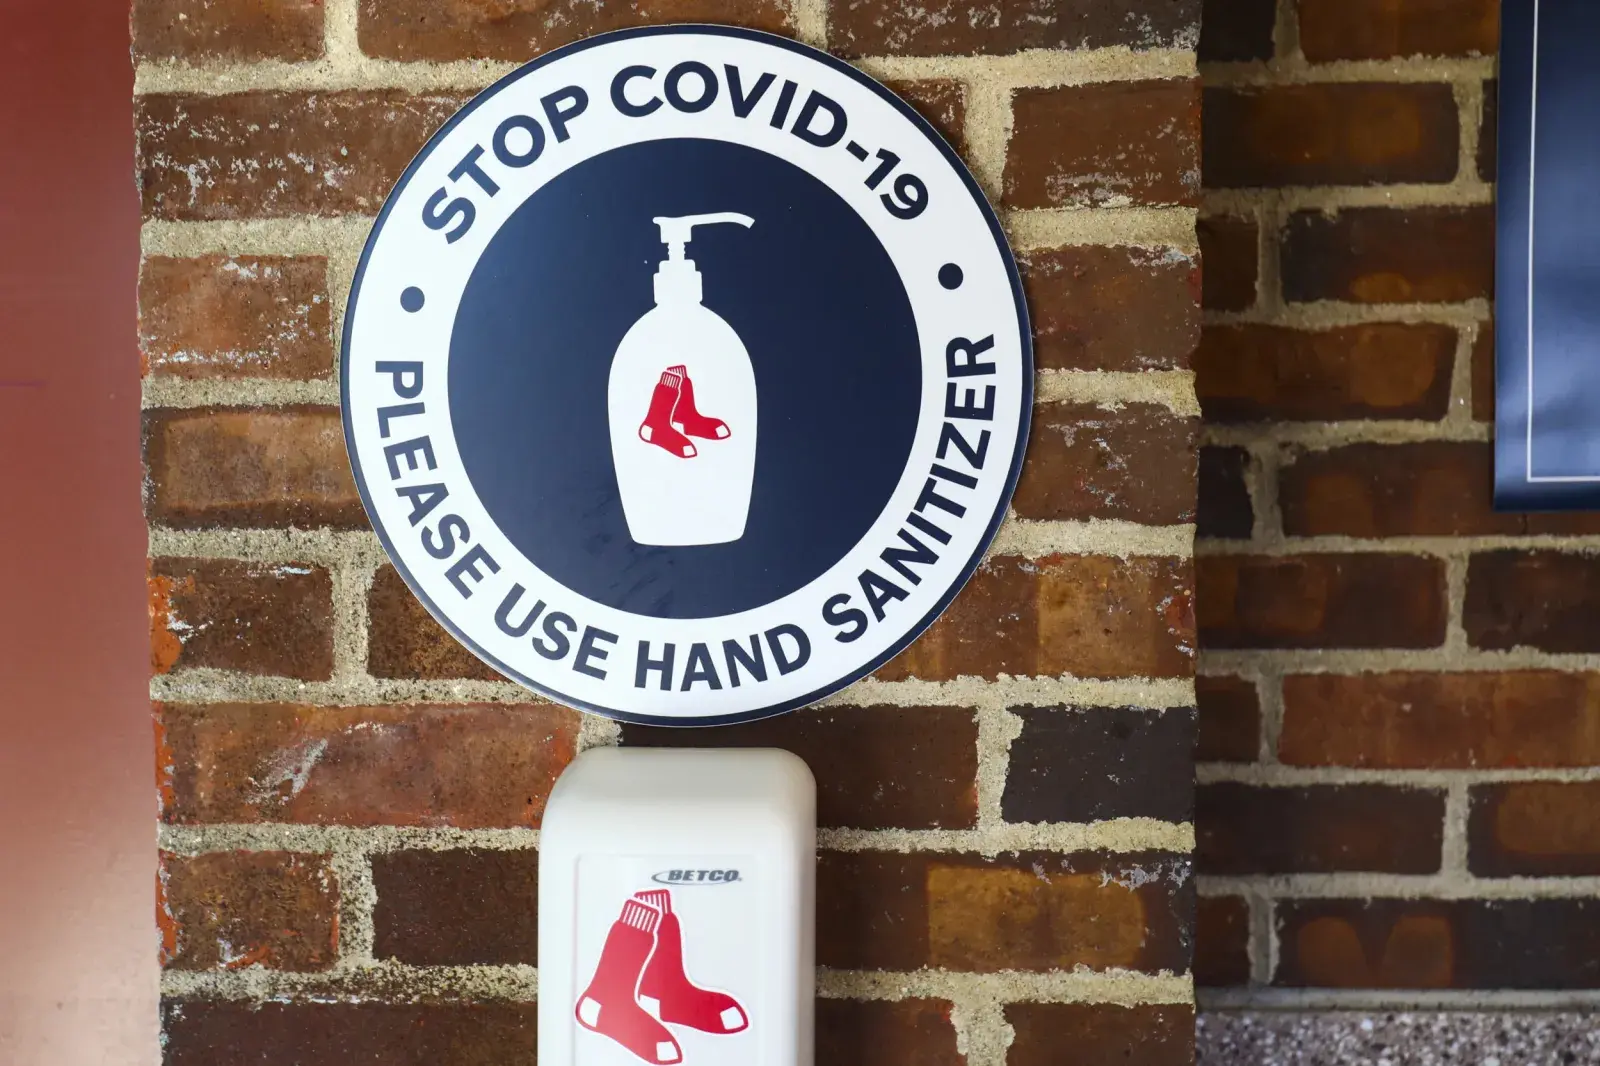 STOP COVID-19
PLEASE USE HAND SANITIZER
BETCO